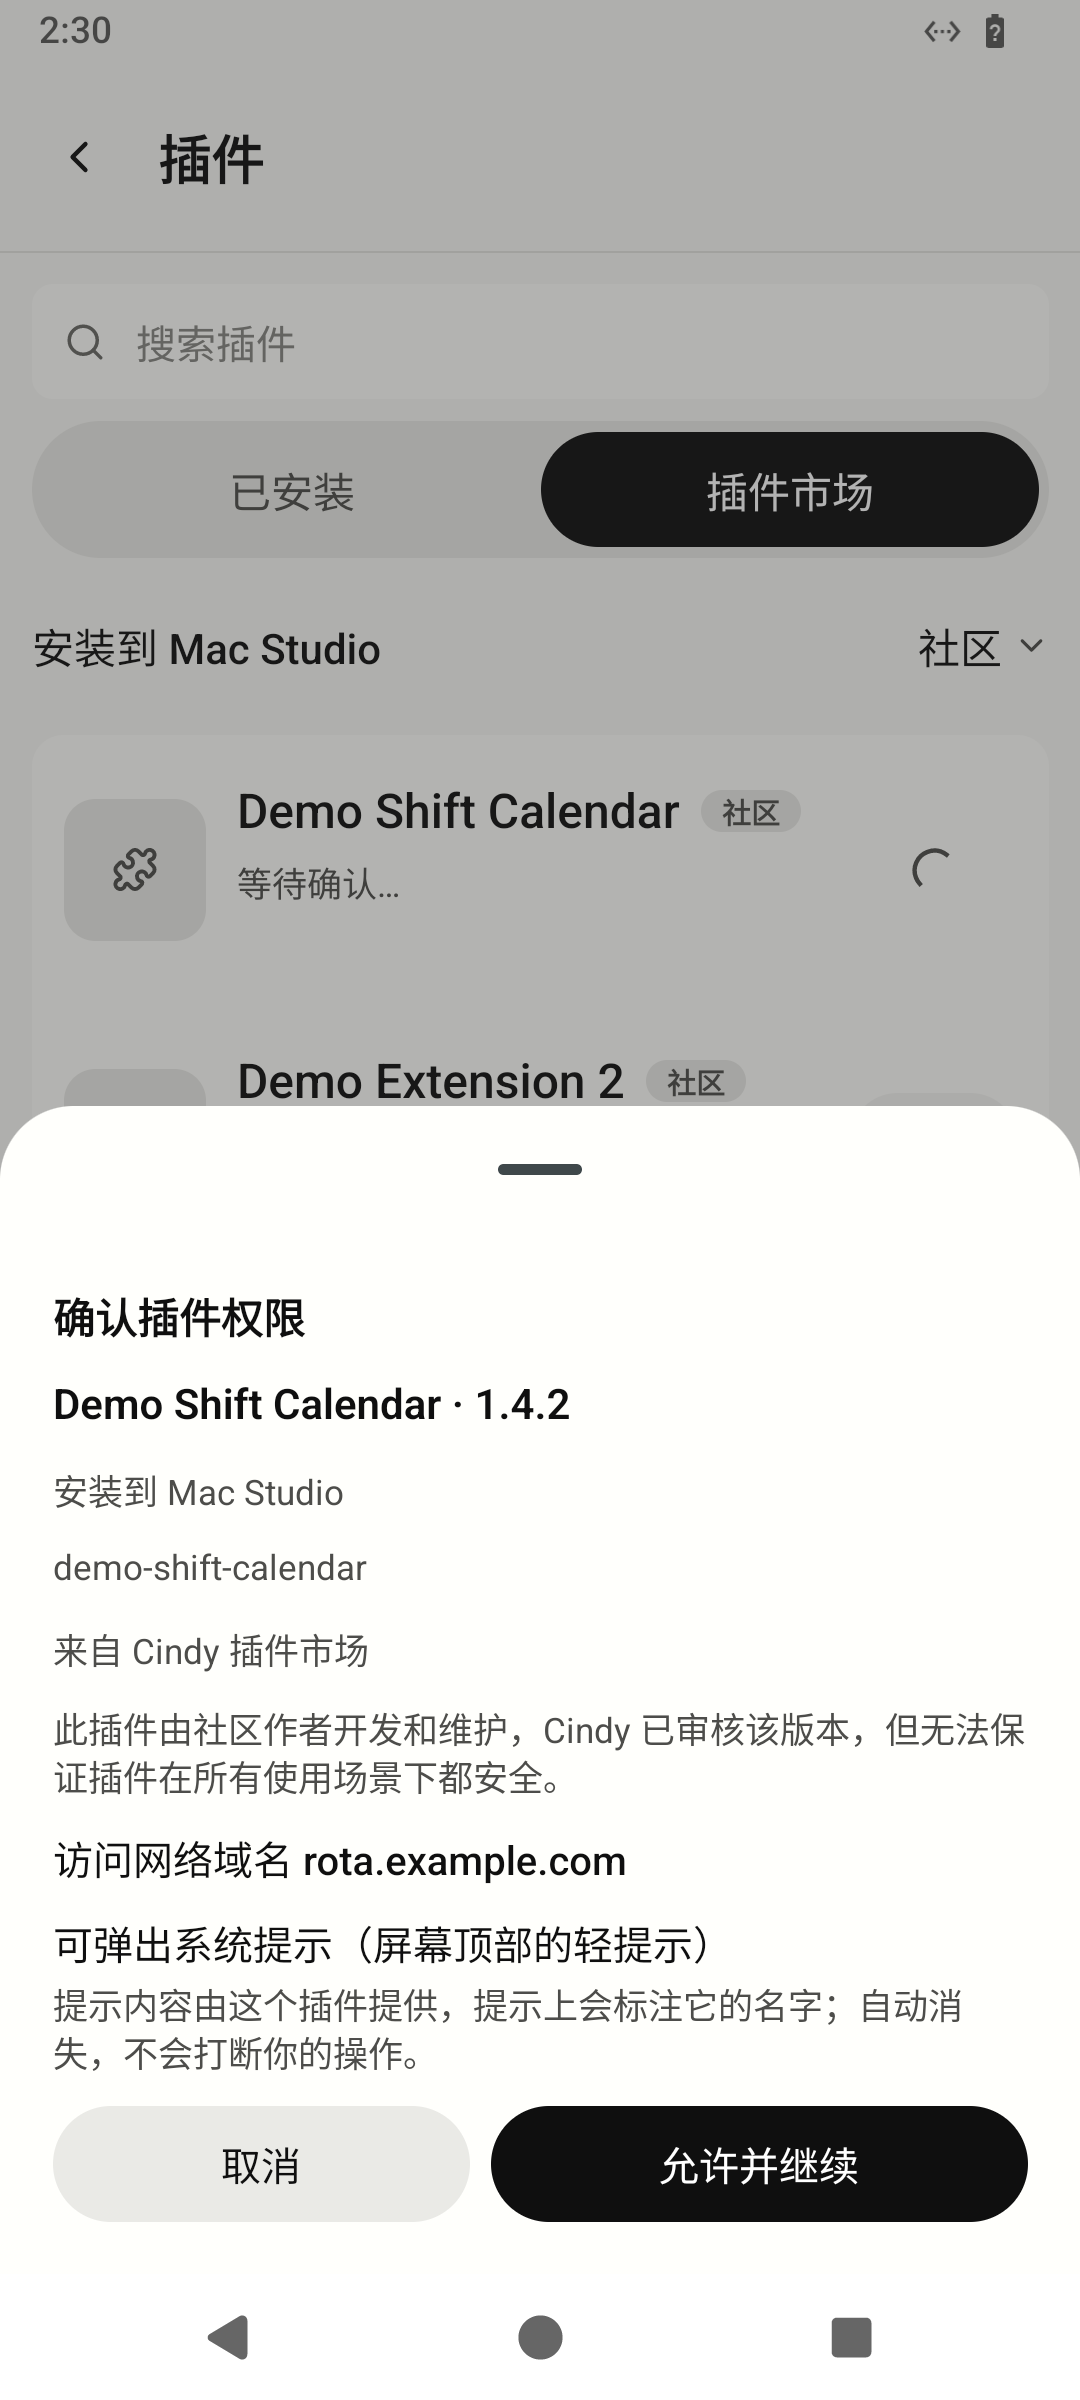 2:30
插件
搜索插件
已安装
插件市场
安装到 Mac Studio
社区
Demo Shift Calendar
社区
等待确认...
Demo Extension 2
社区
确认插件权限
Demo Shift Calendar · 1.4.2
安装到 Mac Studio
demo-shift-calendar
来自 Cindy 插件市场
此插件由社区作者开发和维护，Cindy 已审核该版本，但无法保
证插件在所有使用场景下都安全。
访问网络域名 rota.example.com
可弹出系统提示（屏幕顶部的轻提示）
提示内容由这个插件提供，提示上会标注它的名字；自动消
失，不会打断你的操作。
取消
允许并继续